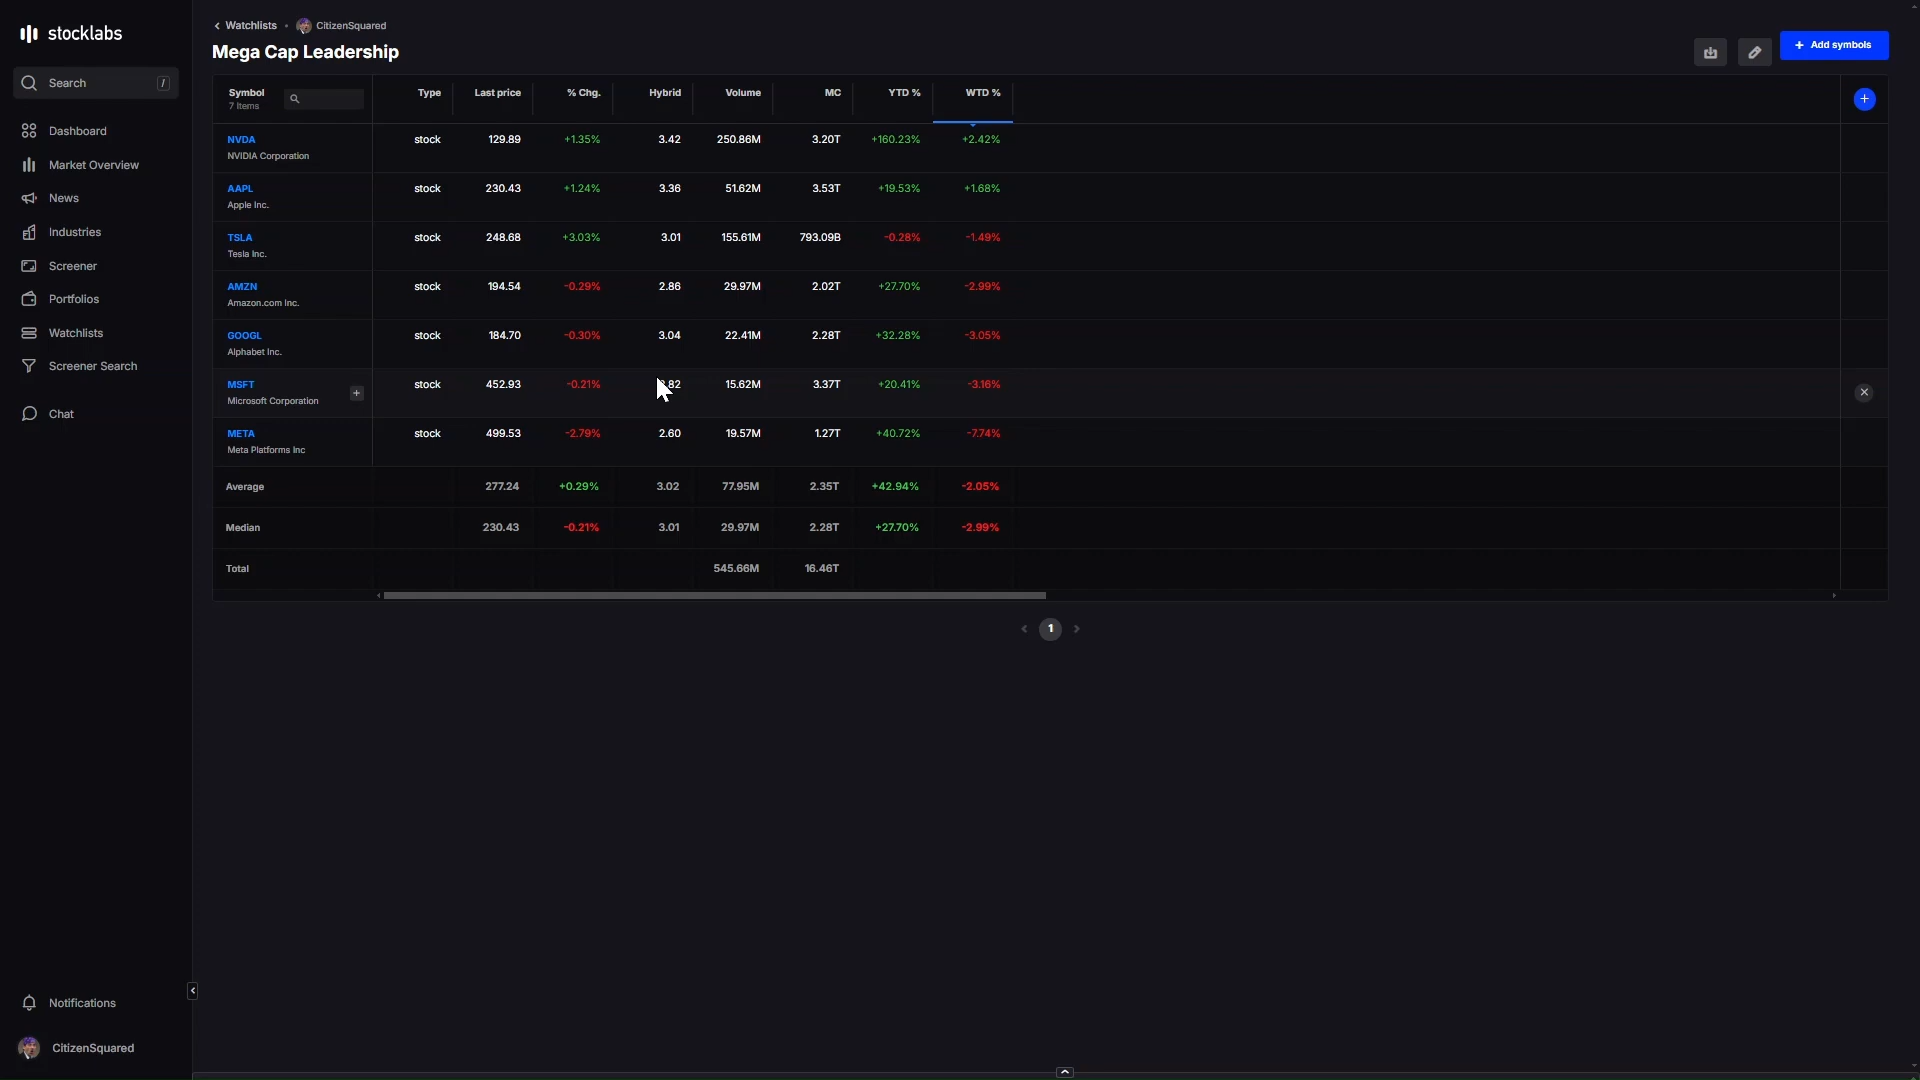 stocklabs
Search /
Dashboard
Market Overview
News
Industries
Screener
Portfolios
Watchlists
Screener Search
Chat
Notifications
CitizenSquared
Watchlists • CitizenSquared
Mega Cap Leadership
+ Add symbols
Symbol Type Last price % Chg. Hybrid Volume MC YTD % WTD %
7 Items
NVDA stock 129.89 +1.35% 3.42 250.86M 3.20T +160.23% +2.42%
NVIDIA Corporation
AAPL stock 230.43 +1.24% 3.36 51.62M 3.53T +19.53% +1.68%
Apple Inc.
TSLA stock 248.68 +3.03% 3.01 155.61M 793.09B -0.28% -1.49%
Tesla Inc.
AMZN stock 194.54 -0.29% 2.86 29.97M 2.02T +27.70% -2.99%
Amazon.com Inc.
GOOGL stock 184.70 -0.30% 3.04 22.41M 2.28T +32.28% -3.05%
Alphabet Inc.
MSFT stock 452.93 -0.21% 82 15.62M 3.37T +20.41% -3.16%
Microsoft Corporation
META stock 499.53 -2.79% 2.60 19.57M 1.27T +40.72% -7.74%
Meta Platforms Inc
Average 277.24 +0.29% 3.02 77.95M 2.35T +42.94% -2.05%
Median 230.43 -0.21% 3.01 29.97M 2.28T +27.70% -2.99%
Total 545.66M 16.46T
1